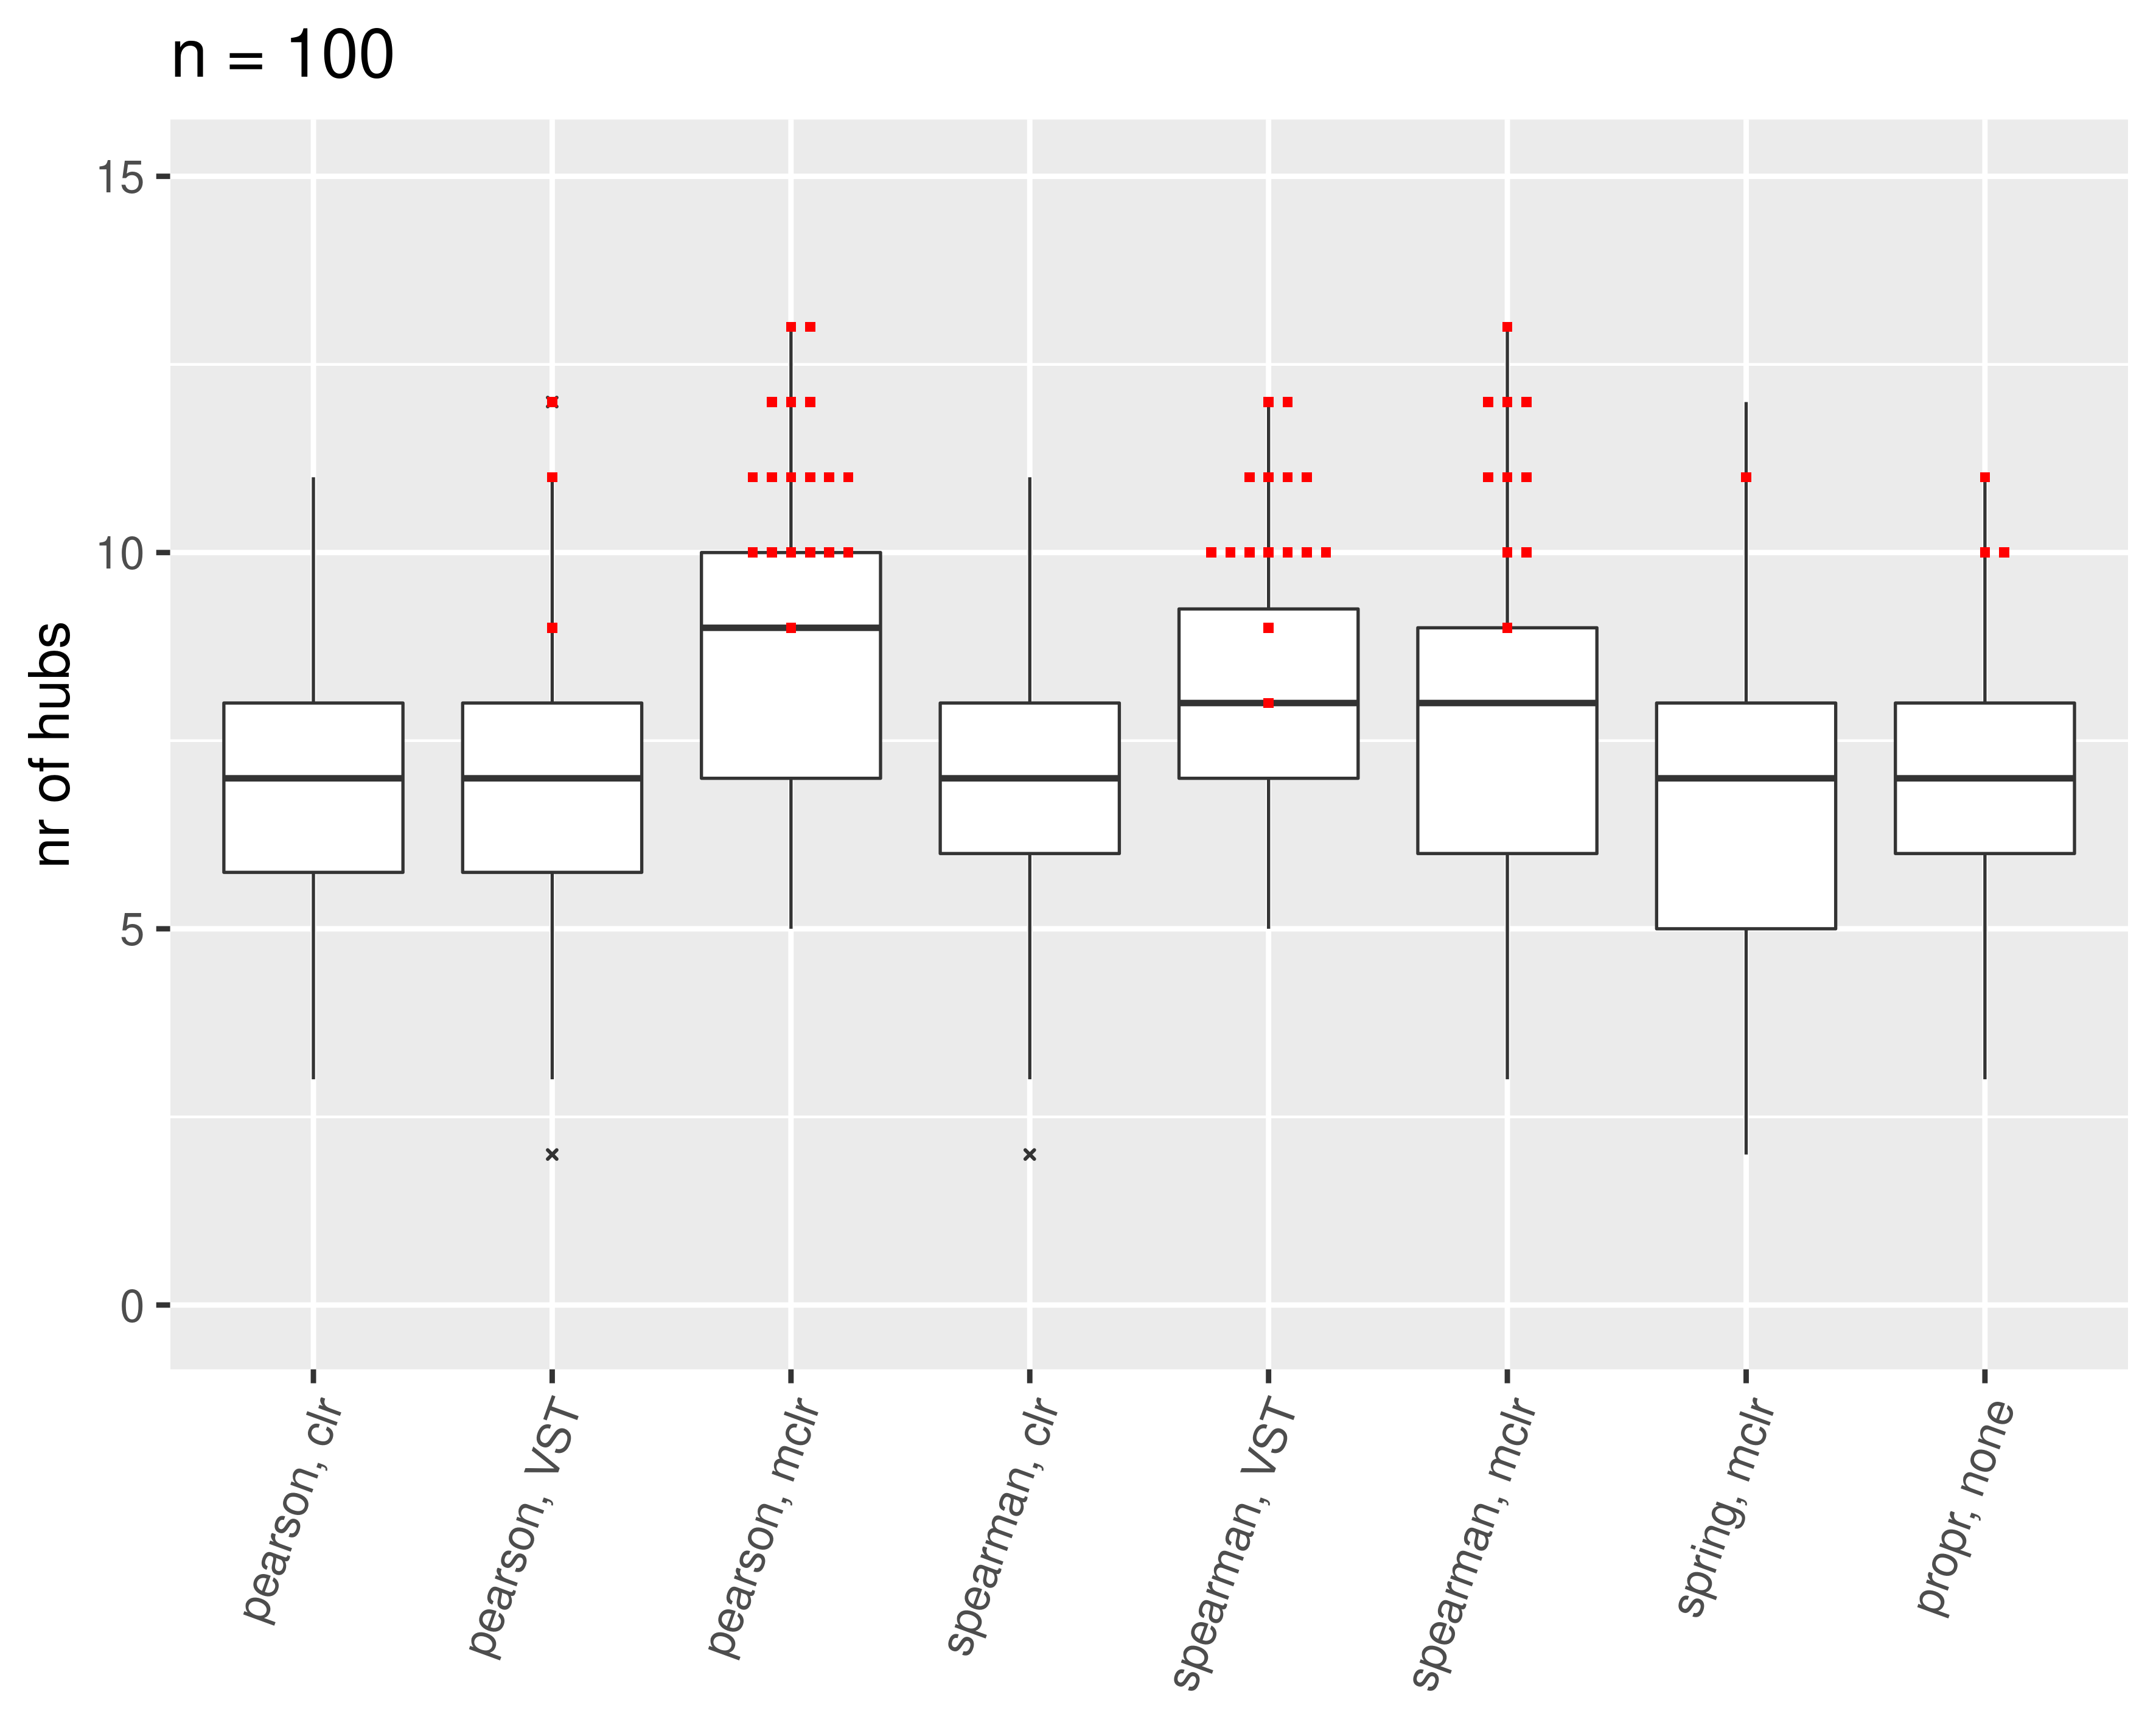 n = 100
nr of hubs
15
10
5
0
pearson, clr
pearson, VST
pearson, mclr
spearman, clr
spearman, VST
spearman, mclr
spring, mclr
propr, none